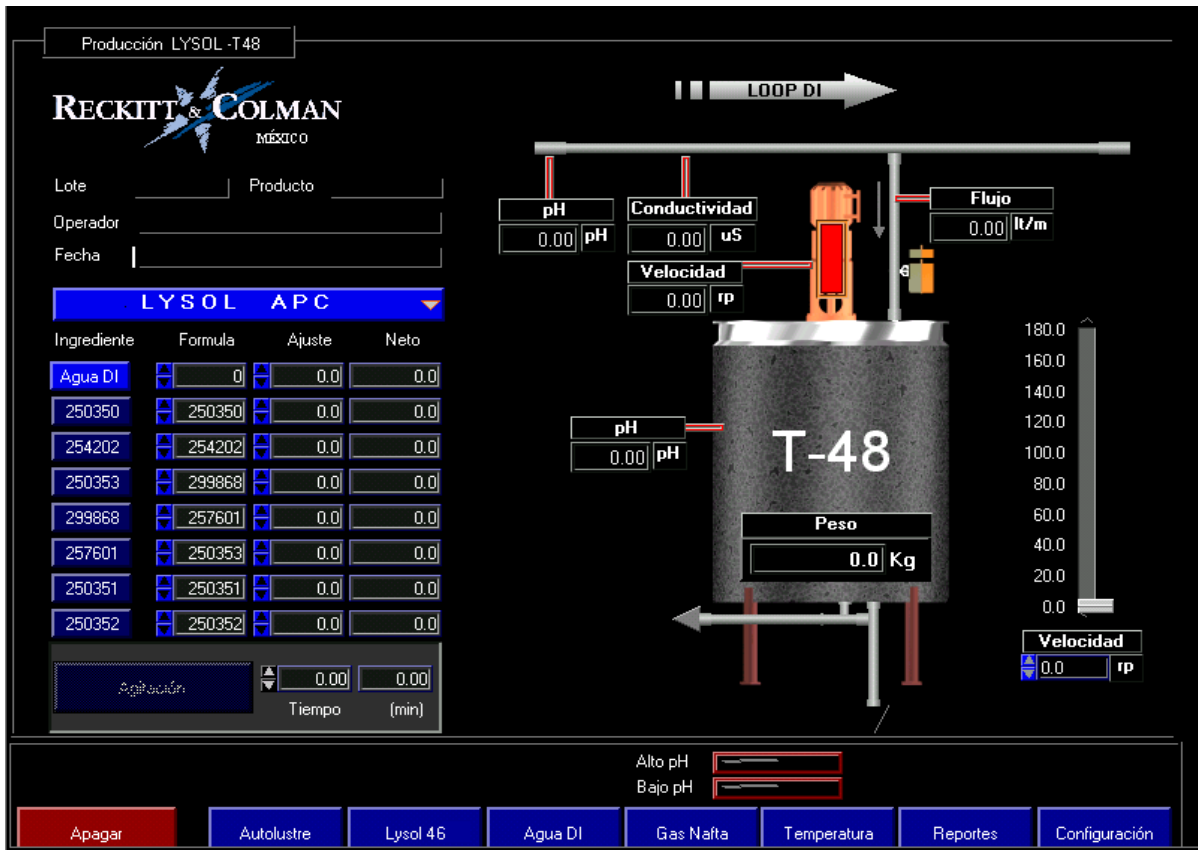 Producción LYSOL -T48
RECKITT & COLMAN
MÉXICO
Lote Producto
Operador
Fecha
LYSOL APC
Ingrediente Formula Ajuste Neto
Agua DI 0 0.0 0.0
250350 250350 0.0 0.0
254202 254202 0.0 0.0
250353 299868 0.0 0.0
299868 257601 0.0 0.0
257601 250353 0.0 0.0
250351 250351 0.0 0.0
250352 250352 0.0 0.0
Agitación 0.00 0.00
Tiempo (min)
LOOP DI
pH
0.00 pH
Conductividad
0.00 uS
Velocidad
0.00 rp
Flujo
0.00 lt/m
pH
0.00 pH
T-48
Peso
0.0 Kg
180.0
160.0
140.0
120.0
100.0
80.0
60.0
40.0
20.0
0.0
Velocidad
0.0 rp
Alto pH
Bajo pH
Apagar Autolustre Lysol 46 Agua DI Gas Nafta Temperatura Reportes Configuración